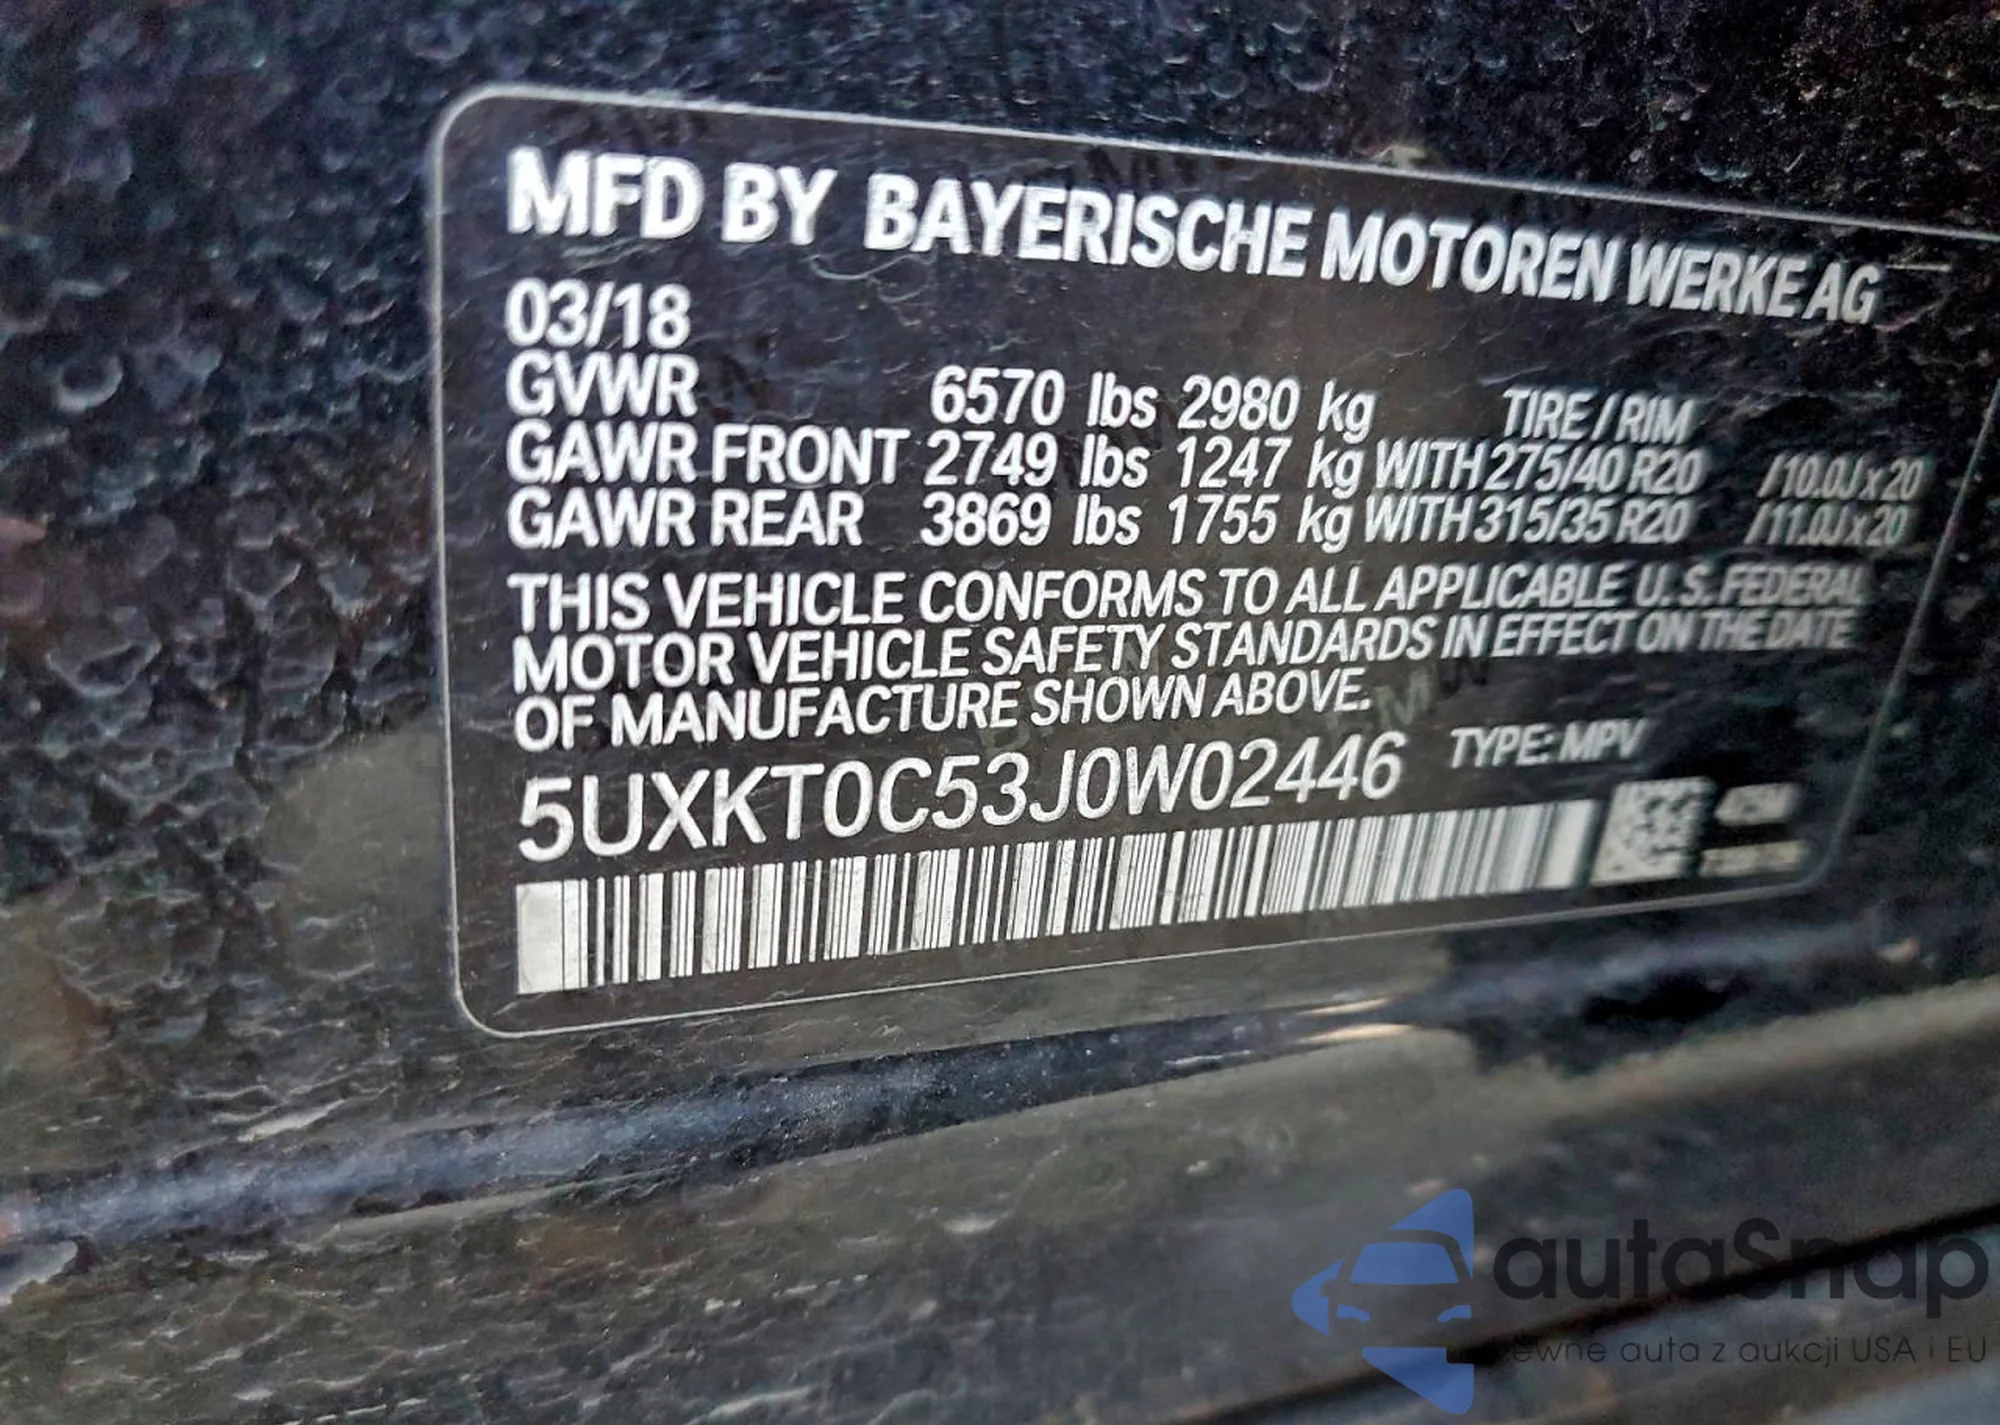 MFD BY BAYERISCHE MOTOREN WERKE AG
03/18
GVWR 6570 lbs 2980 kg TIRE/RIM
GAWR FRONT 2749 lbs 1247 kg WITH 275/40 R20 /10.0J x 20
GAWR REAR 3869 lbs 1755 kg WITH 315/35 R20 /11.0J x 20
THIS VEHICLE CONFORMS TO ALL APPLICABLE U.S. FEDERAL
MOTOR VEHICLE SAFETY STANDARDS IN EFFECT ON THE DATE
OF MANUFACTURE SHOWN ABOVE.
5UXKT0C53J0W02446 TYPE: MPV
autaSnap
auta z aukcji USA i EU